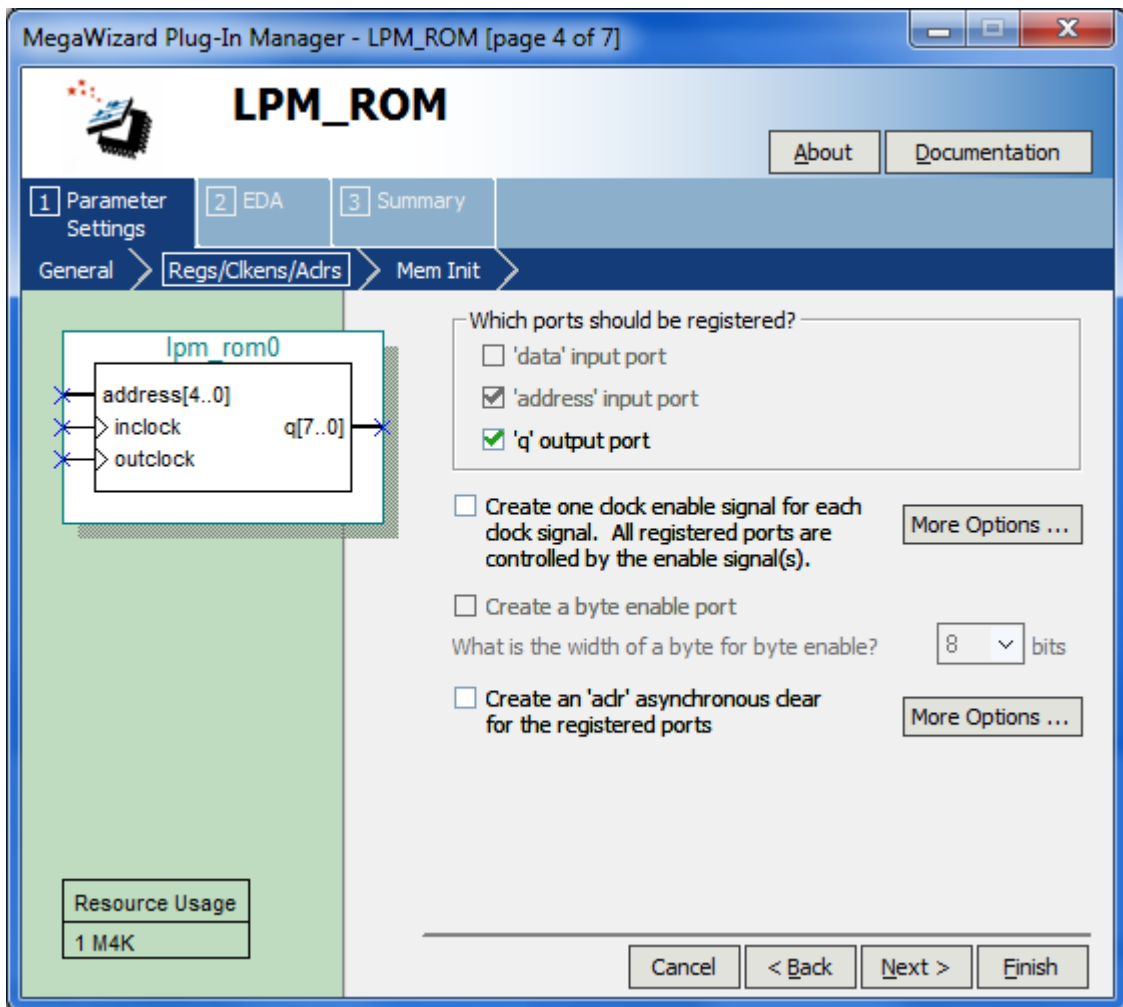 MegaWizard Plug-In Manager - LPM_ROM [page 4 of 7]
LPM_ROM
About
Documentation
1 Parameter
Settings
2 EDA
3 Summary
General
Regs/Clkens/Aclrs
Mem Init
lpm_rom0
address[4..0]
inclock
q[7..0]
outclock
Which ports should be registered?
'data' input port
'address' input port
'q' output port
Create one clock enable signal for each
clock signal. All registered ports are
controlled by the enable signal(s).
More Options ...
Create a byte enable port
What is the width of a byte for byte enable?
8
bits
Create an 'aclr' asynchronous clear
for the registered ports
More Options ...
Resource Usage
1 M4K
Cancel
< Back
Next >
Finish